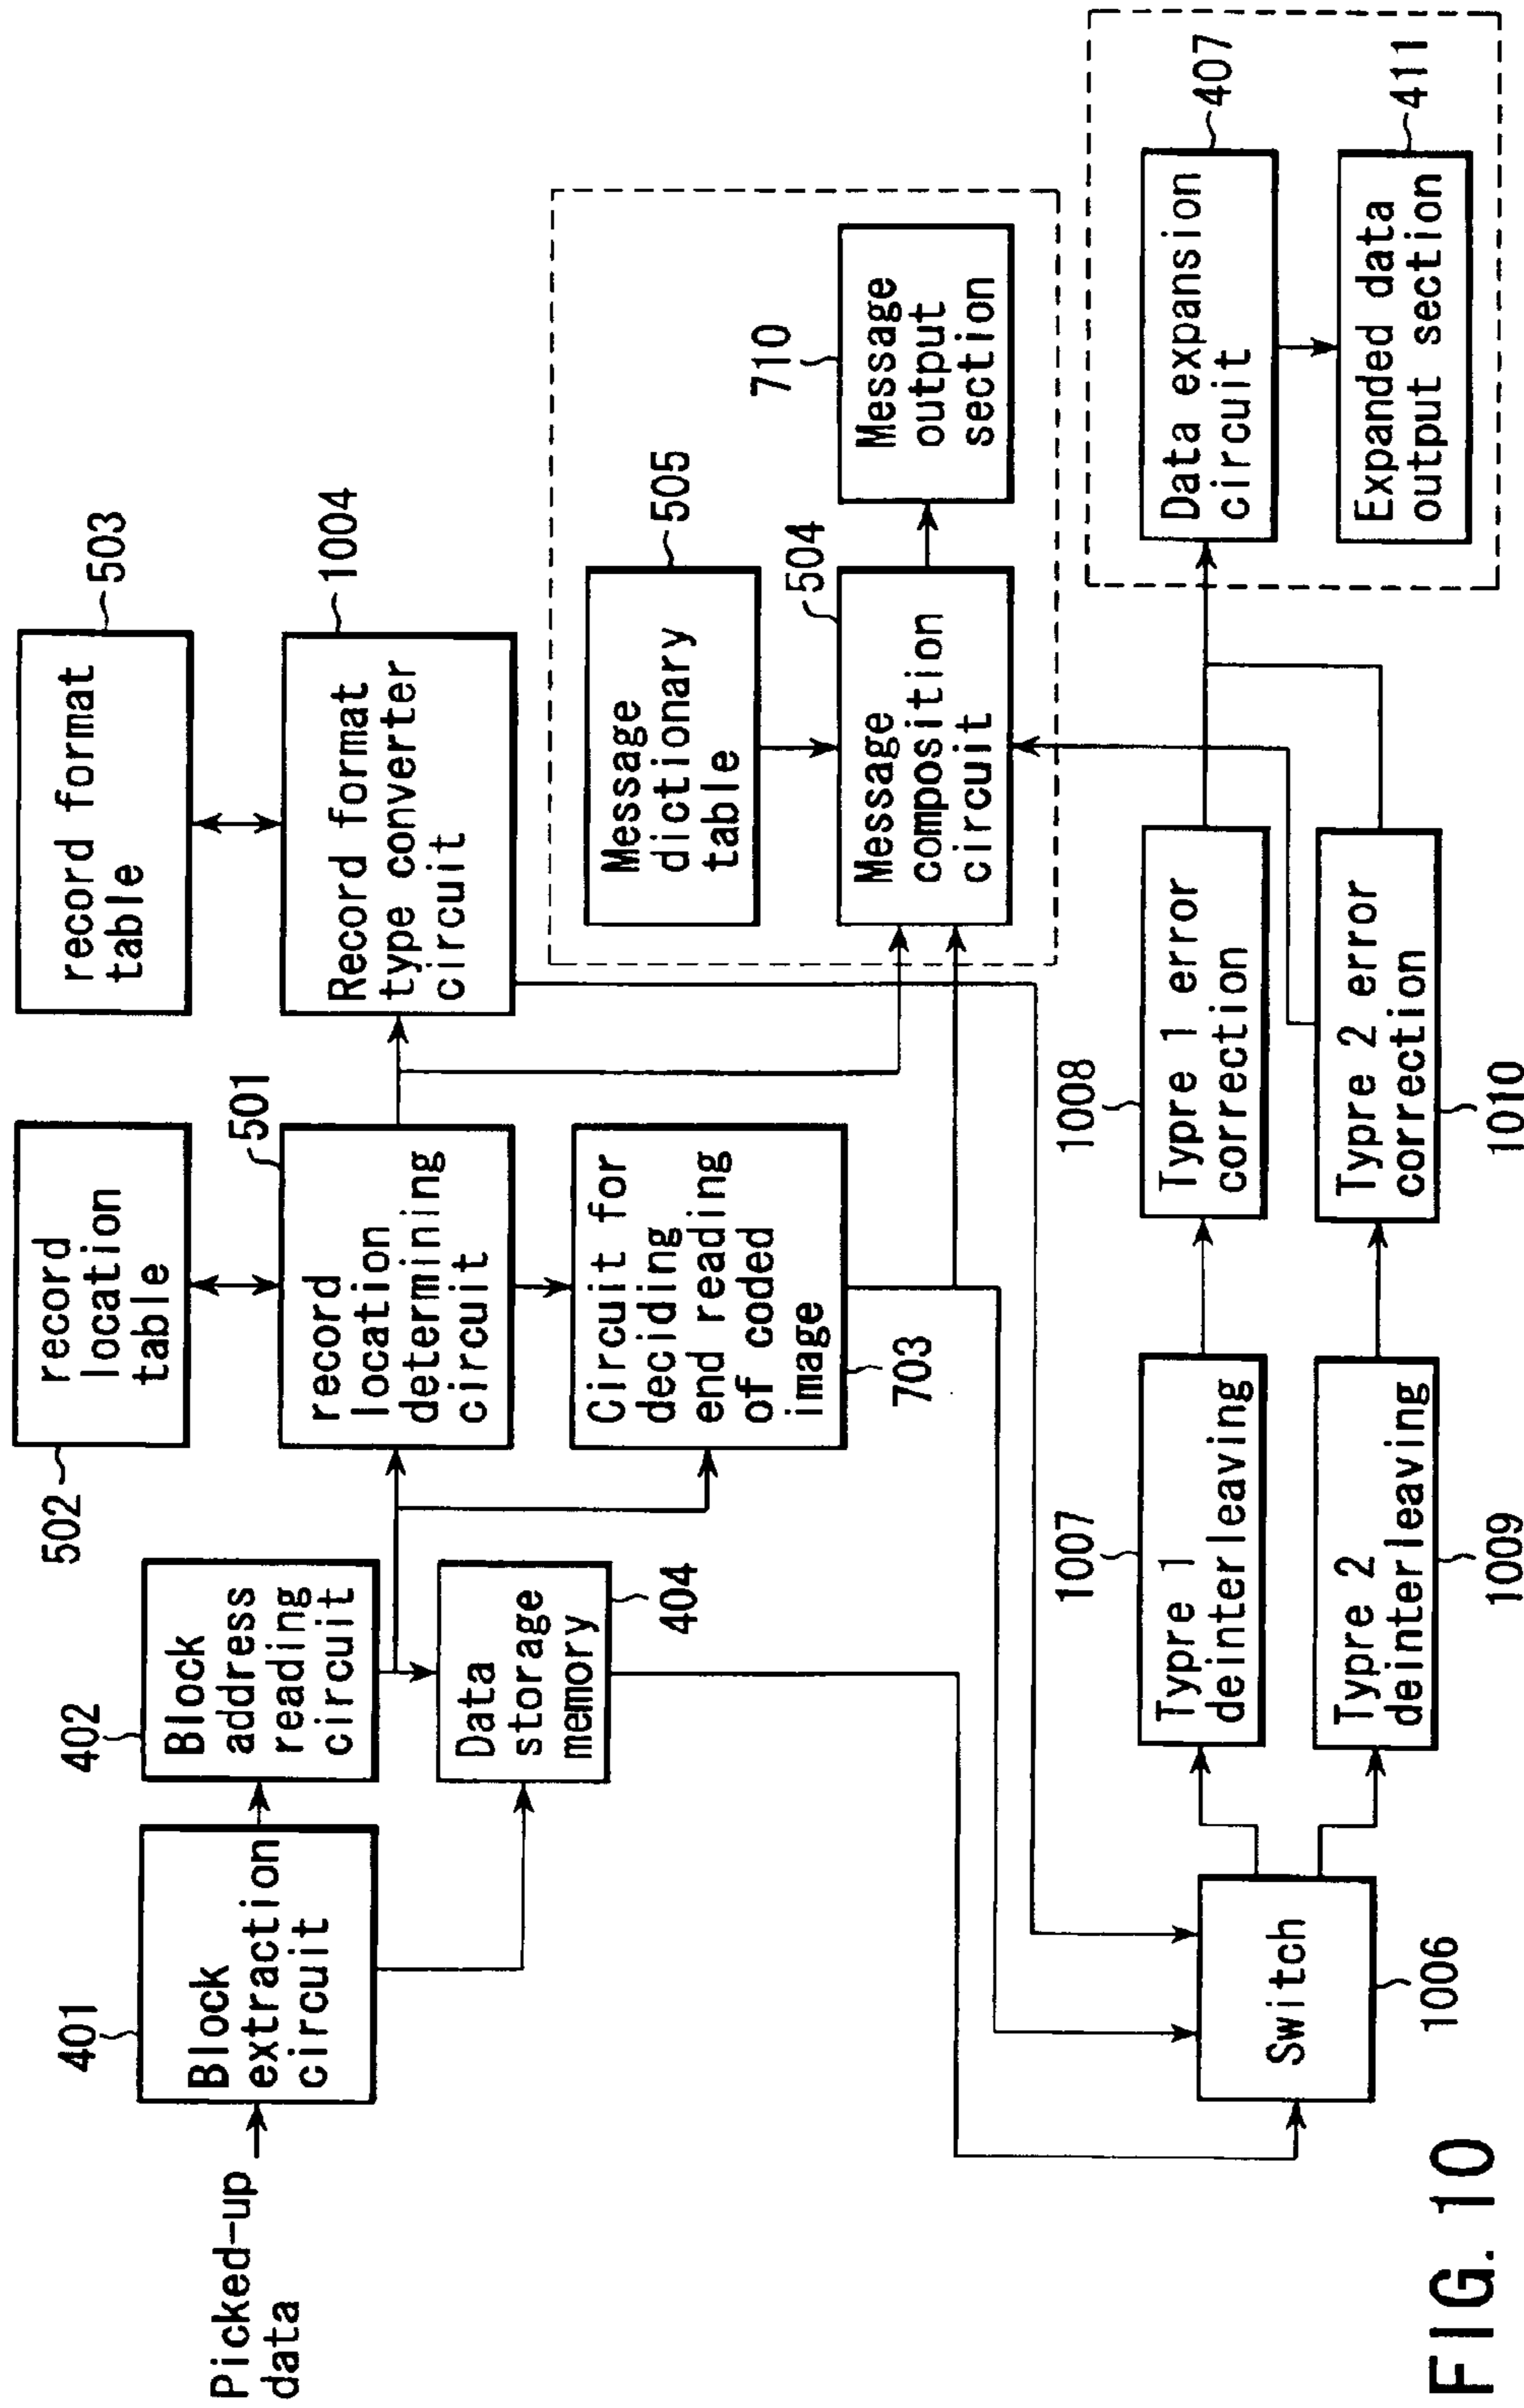 502
record
location
table
record format
table
503
501
record
location
determining
circuit
Record format
type converter
circuit
1004
402
Block
address
reading
circuit
401
Block
extraction
circuit
Picked-up
data
Data
storage
memory
404
Circuit for
deciding
end reading
of coded
image
703
Message
dictionary
table
505
Message
composition
circuit
504
Message
output
section
710
Switch
1006
Typre 1
deinterleaving
1007
Typre 1 error
correction
1008
Typre 2
deinterleaving
1009
Typre 2 error
correction
1010
Data expansion
circuit
407
Expanded data
output section
411
FIG. 10